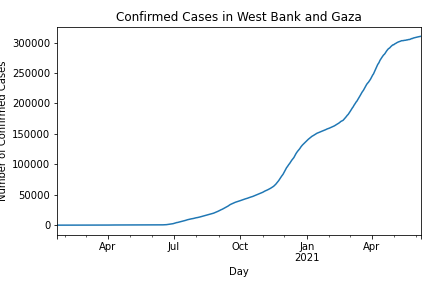 Confirmed Cases in West Bank and Gaza
Number of Confirmed Cases
300000
250000
200000
150000
100000
50000
0
Apr
Jul
Oct
Jan
2021
Apr
Day